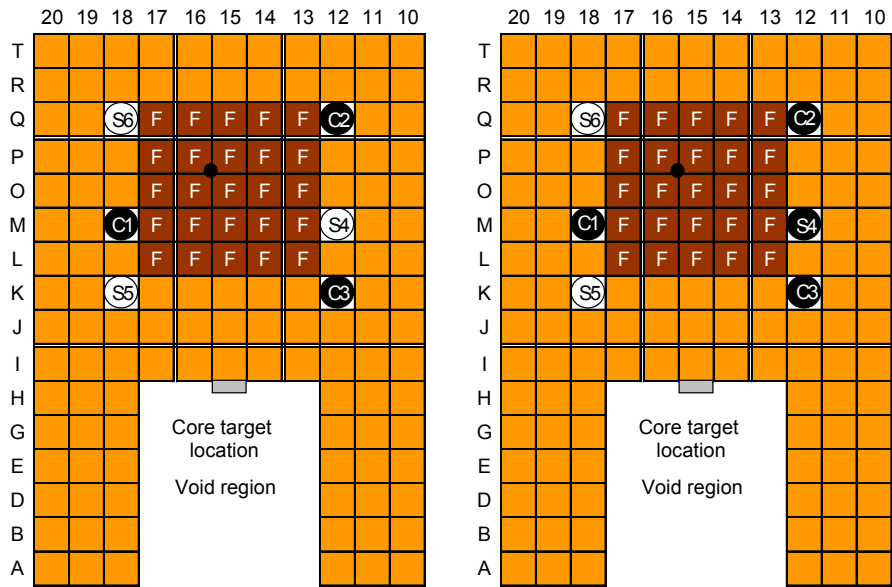 20 19 18 17 16 15 14 13 12 11 10 20 19 18 17 16 15 14 13 12 11 10
T T
R R
Q S6 F F F F F C2 Q S6 F F F F F C2
P F F F F F P F F F F F
O F F F F F O F F F F F
M C1 F F F F F S4 M C1 F F F F F S4
L F F F F F L F F F F F
K S5 C3 K S5 C3
J J
I I
H H
G Core target G Core target
location location
E E
D Void region D Void region
B B
A A